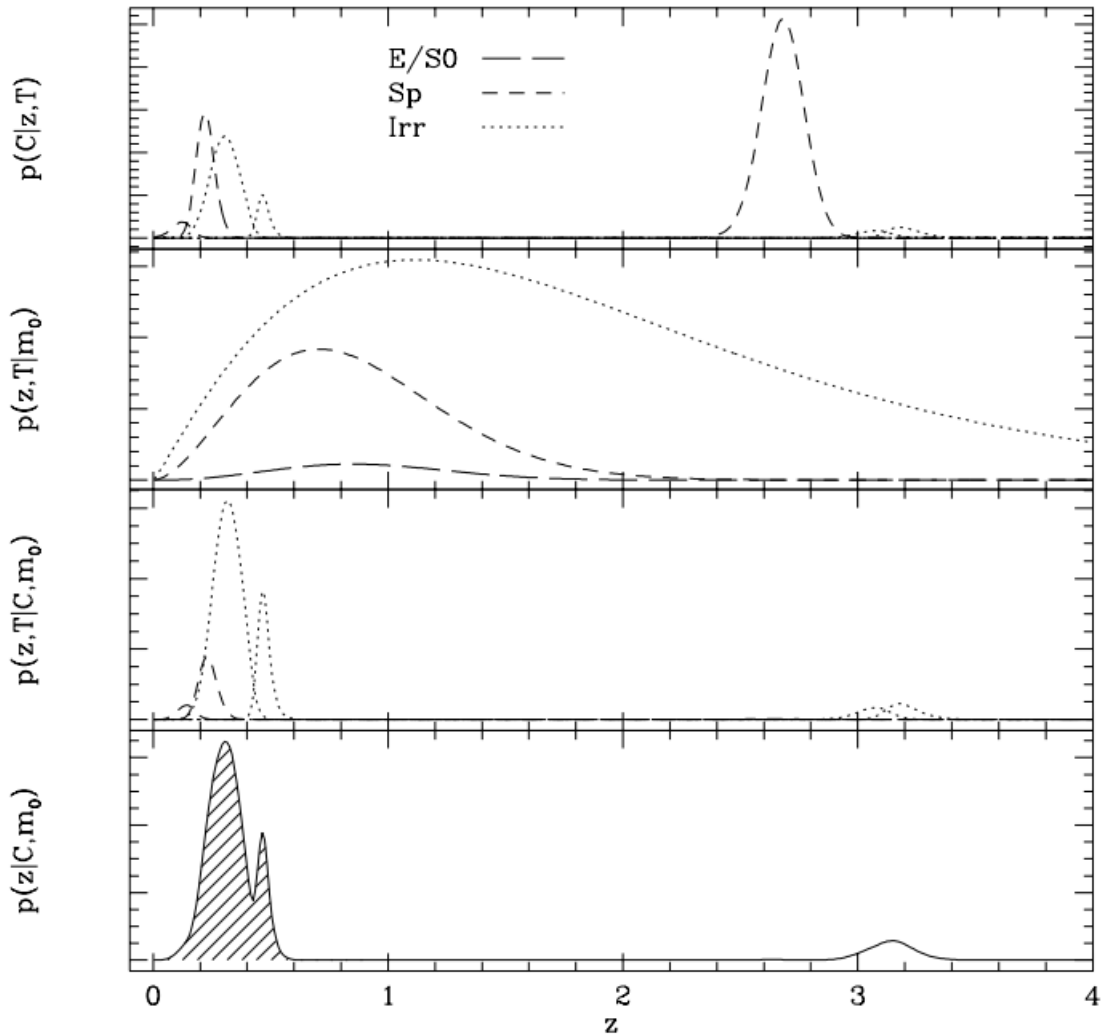 p(C|z,T)
E/S0
Sp
Irr
p(z,T|m₀)
p(z,T|C,m₀)
p(z|C,m₀)
0 1 2 3 4
z